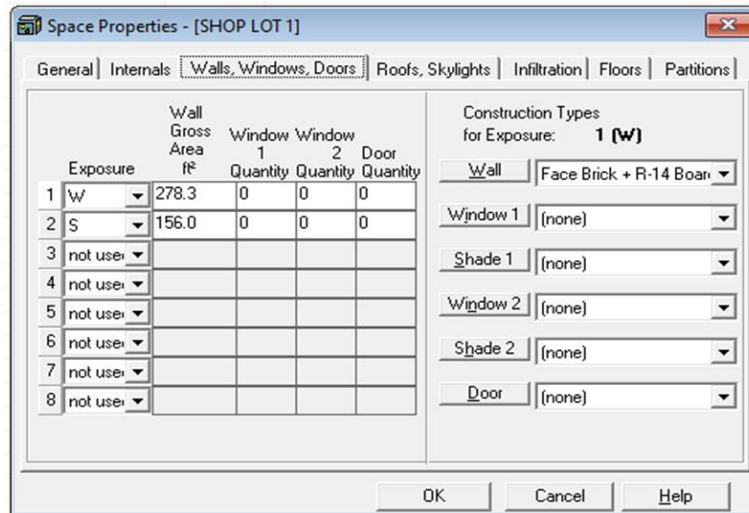 Space Properties - [SHOP LOT 1]
General Internals Walls, Windows, Doors Roofs, Skylights Infiltration Floors Partitions
Exposure
Wall Gross Area ft²
Window 1 Quantity
Window 2 Quantity
Door Quantity
1 W 278.3 0 0 0
2 S 156.0 0 0 0
3 not use
4 not use
5 not use
6 not use
7 not use
8 not use
Construction Types
for Exposure: 1 (W)
Wall Face Brick + R-14 Boar
Window 1 (none)
Shade 1 (none)
Window 2 (none)
Shade 2 (none)
Door (none)
OK Cancel Help